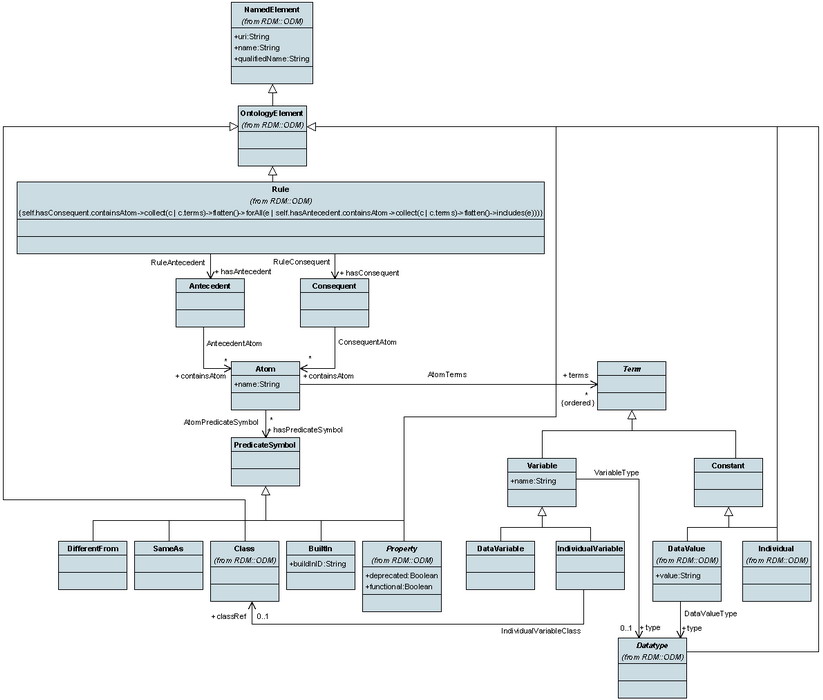 NamedElement
(from RDM::ODM)
+uri:String
+name:String
+qualifiedName:String
OntologyElement
(from RDM::ODM)
Rule
(from RDM::ODM)
{self.hasConsequent.containsAtom->collect(c | c.terms)->flatten()->forAll(e | self.hasAntecedent.containsAtom->collect(c | c.terms)->flatten()->includes(e))))}
RuleAntecedent
+ hasAntecedent
RuleConsequent
+ hasConsequent
Antecedent
Consequent
AntecedentAtom
ConsequentAtom
*
*
+ containsAtom
+ containsAtom
Atom
+name:String
AtomTerms
+ terms
*
{ordered}
Term
AtomPredicateSymbol
*
+ hasPredicateSymbol
PredicateSymbol
Variable
+name:String
VariableType
Constant
DifferentFrom
SameAs
Class
(from RDM::ODM)
BuiltIn
+buildInID:String
Property
(from RDM::ODM)
+deprecated:Boolean
+functional:Boolean
DataVariable
IndividualVariable
DataValue
(from RDM::ODM)
+value:String
Individual
(from RDM::ODM)
+ classRef
0..1
IndividualVariableClass
DataValueType
0..1
+ type
+ type
Datatype
(from RDM::ODM)